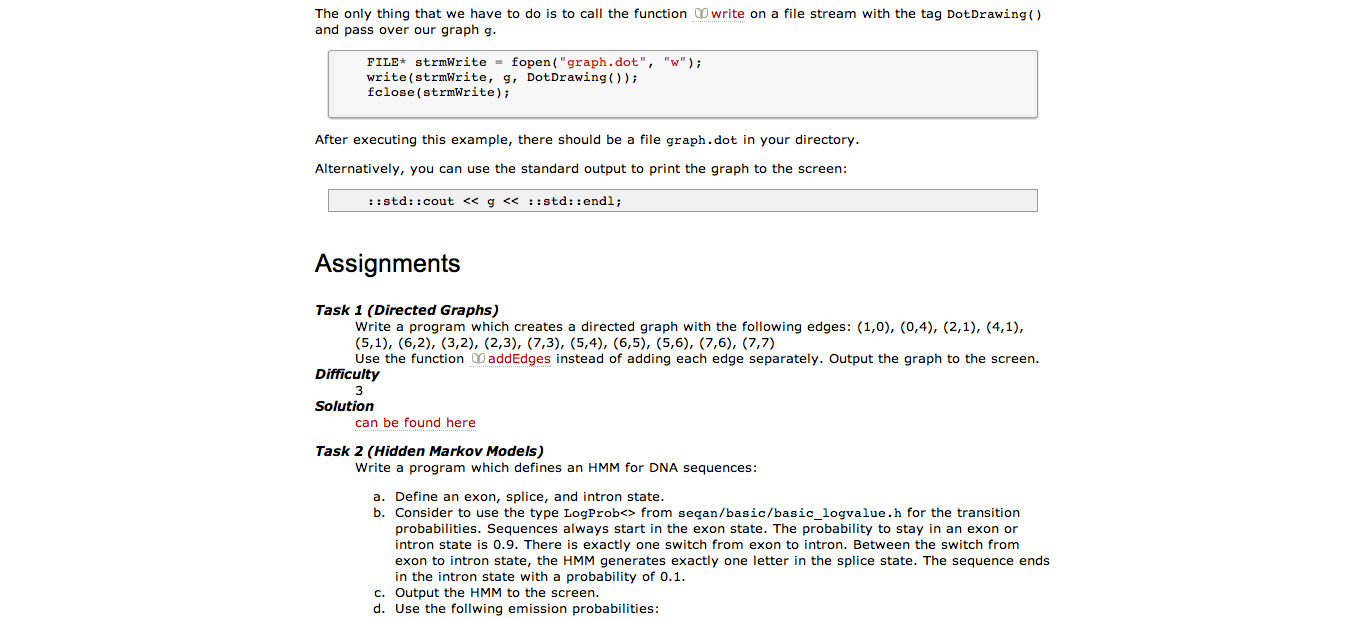 The only thing that we have to do is to call the function write on a file stream with the tag DotDrawing()
and pass over our graph g.
FILE* strmWrite = fopen("graph.dot", "w");
write(strmWrite, g, DotDrawing());
fclose(strmWrite);
After executing this example, there should be a file graph.dot in your directory.
Alternatively, you can use the standard output to print the graph to the screen:
::std::cout << g << ::std::endl;
Assignments
Task 1 (Directed Graphs)
Write a program which creates a directed graph with the following edges: (1,0), (0,4), (2,1), (4,1),
(5,1), (6,2), (3,2), (2,3), (7,3), (5,4), (6,5), (5,6), (7,6), (7,7)
Use the function addEdges instead of adding each edge separately. Output the graph to the screen.
Difficulty
3
Solution
can be found here
Task 2 (Hidden Markov Models)
Write a program which defines an HMM for DNA sequences:
a. Define an exon, splice, and intron state.
b. Consider to use the type LogProb<> from seqan/basic/basic_logvalue.h for the transition
probabilities. Sequences always start in the exon state. The probability to stay in an exon or
intron state is 0.9. There is exactly one switch from exon to intron. Between the switch from
exon to intron state, the HMM generates exactly one letter in the splice state. The sequence ends
in the intron state with a probability of 0.1.
c. Output the HMM to the screen.
d. Use the follwing emission probabilities: